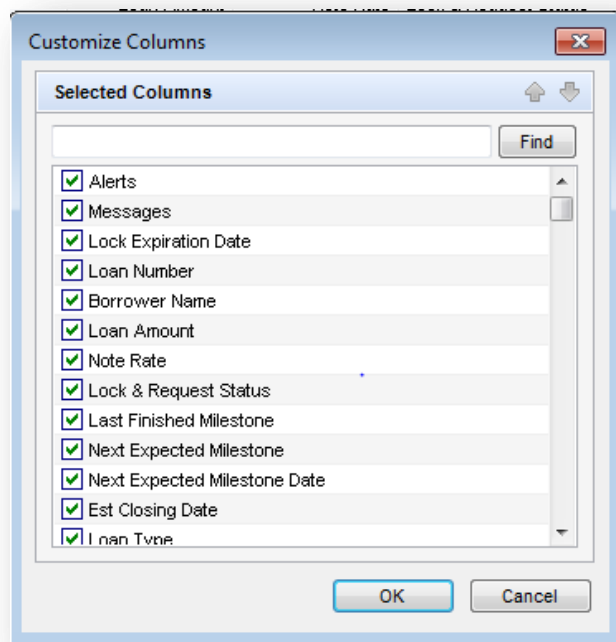 Customize Columns
Selected Columns
Find
Alerts
Messages
Lock Expiration Date
Loan Number
Borrower Name
Loan Amount
Note Rate
Lock & Request Status
Last Finished Milestone
Next Expected Milestone
Next Expected Milestone Date
Est Closing Date
Loan Type
OK Cancel